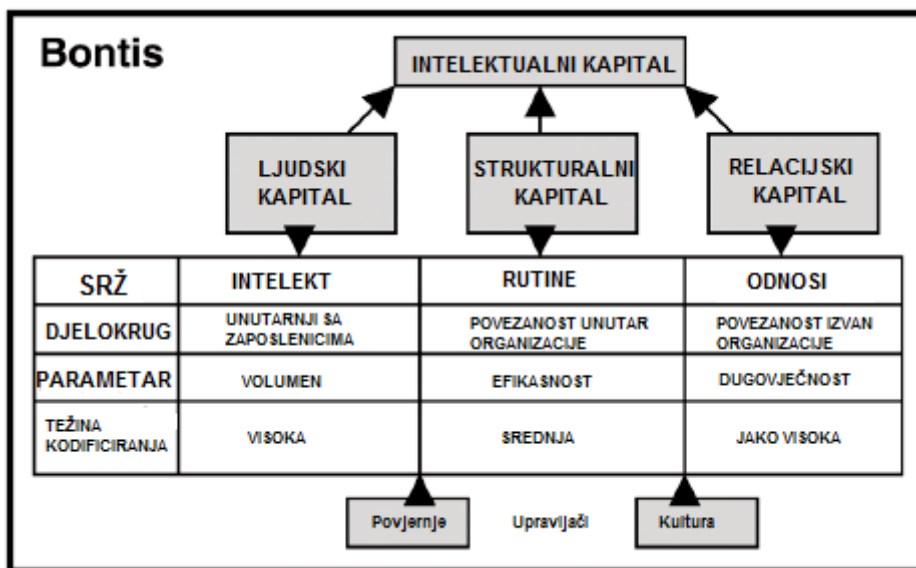 Bontis
INTELEKTUALNI KAPITAL
LJUDSKI
KAPITAL
STRUKTURALNI
KAPITAL
RELACIJSKI
KAPITAL
SRŽ INTELEKT RUTINE ODNOSI
DJELOKRUG
UNUTARNJI SA
ZAPOSLENICIMA
POVEZANOST UNUTAR
ORGANIZACIJE
POVEZANOST IZVAN
ORGANIZACIJE
PARAMETAR VOLUMEN EFIKASNOST DUGOVJEČNOST
TEŽINA
KODIFICIRANJA
VISOKA SREDNJA JAKO VISOKA
Povjernje Upravijači Kultura